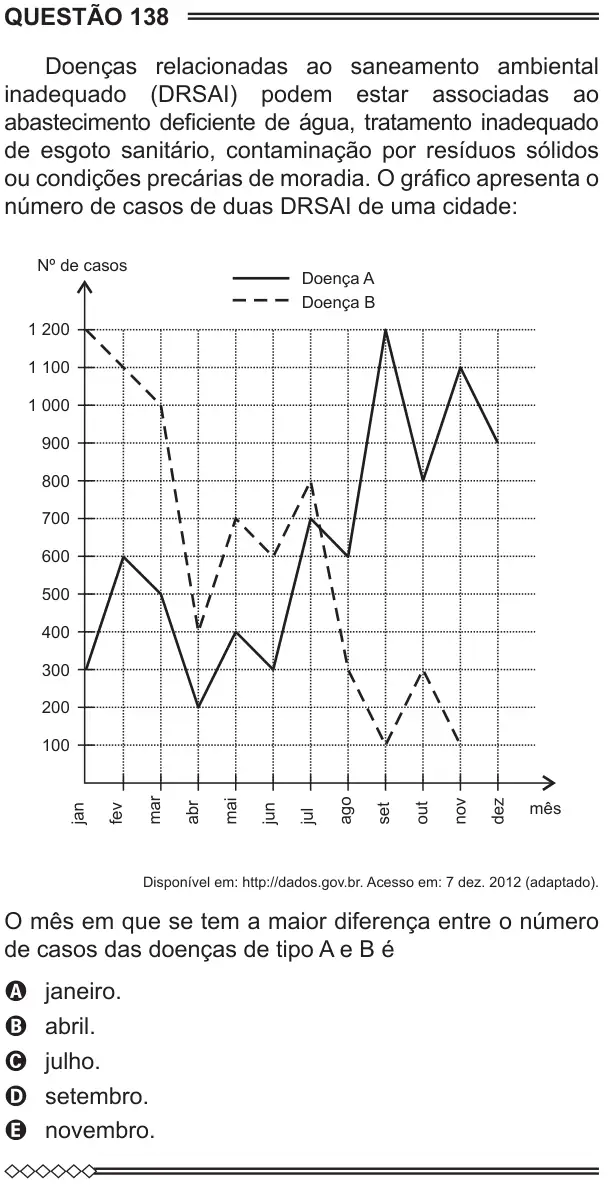 QUESTÃO 138
Doenças relacionadas ao saneamento ambiental
inadequado (DRSAI) podem estar associadas ao
abastecimento deficiente de água, tratamento inadequado
de esgoto sanitário, contaminação por resíduos sólidos
ou condições precárias de moradia. O gráfico apresenta o
número de casos de duas DRSAI de uma cidade:
Nº de casos
Doença A
Doença B
1 200
1 100
1 000
900
800
700
600
500
400
300
200
100
jan fev mar abr mai jun jul ago set out nov dez mês
Disponível em: http://dados.gov.br. Acesso em: 7 dez. 2012 (adaptado).
O mês em que se tem a maior diferença entre o número
de casos das doenças de tipo A e B é
A janeiro.
B abril.
C julho.
D setembro.
E novembro.